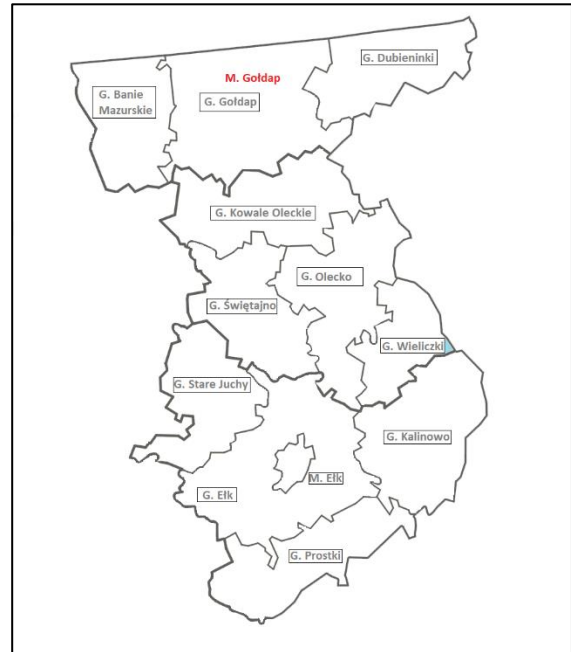 G. Dubieninki
M. Gołdap
G. Banie
Mazurskie
G. Gołdap
G. Kowale Oleckie
G. Olecko
G. Świętajno
G. Wieliczki
G. Stare Juchy
G. Kalinowo
M. Ełk
G. Ełk
G. Prostki